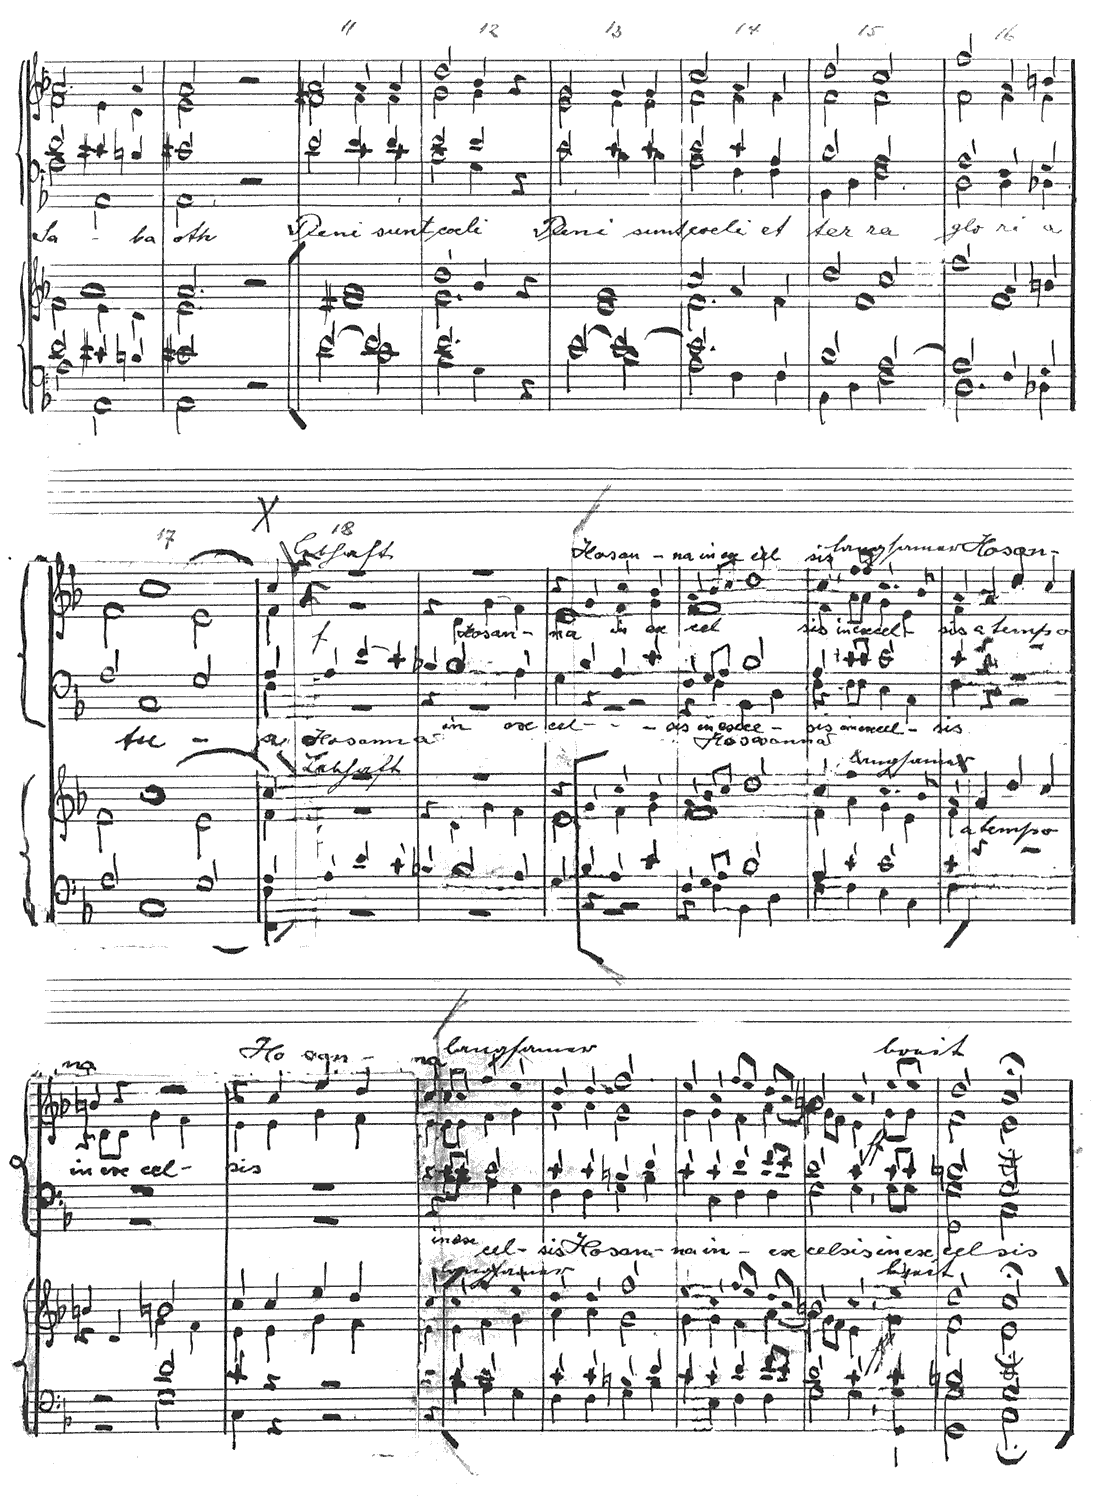 11 12 13 14 15 16
Sa - ba oth Pleni sunt coeli Pleni sunt coeli et ter ra glo ri a
17 X 18
Lebhaft Hosan - na in ex cel sis langsamer Hosan-
f Hosan - na in ex cel sis in excel - sis a tempo
in exc cel - - - sis in excel - sis in excel - sis
tu - a Hosanna Hosanna
Lebhaft langsamer
f a tempo
na Ho san - na langsamer breit
ff
in exc cel - sis
in exc cel - sis Hosan - na in - ex celsis in ex cel sis
langsamer breit
ff